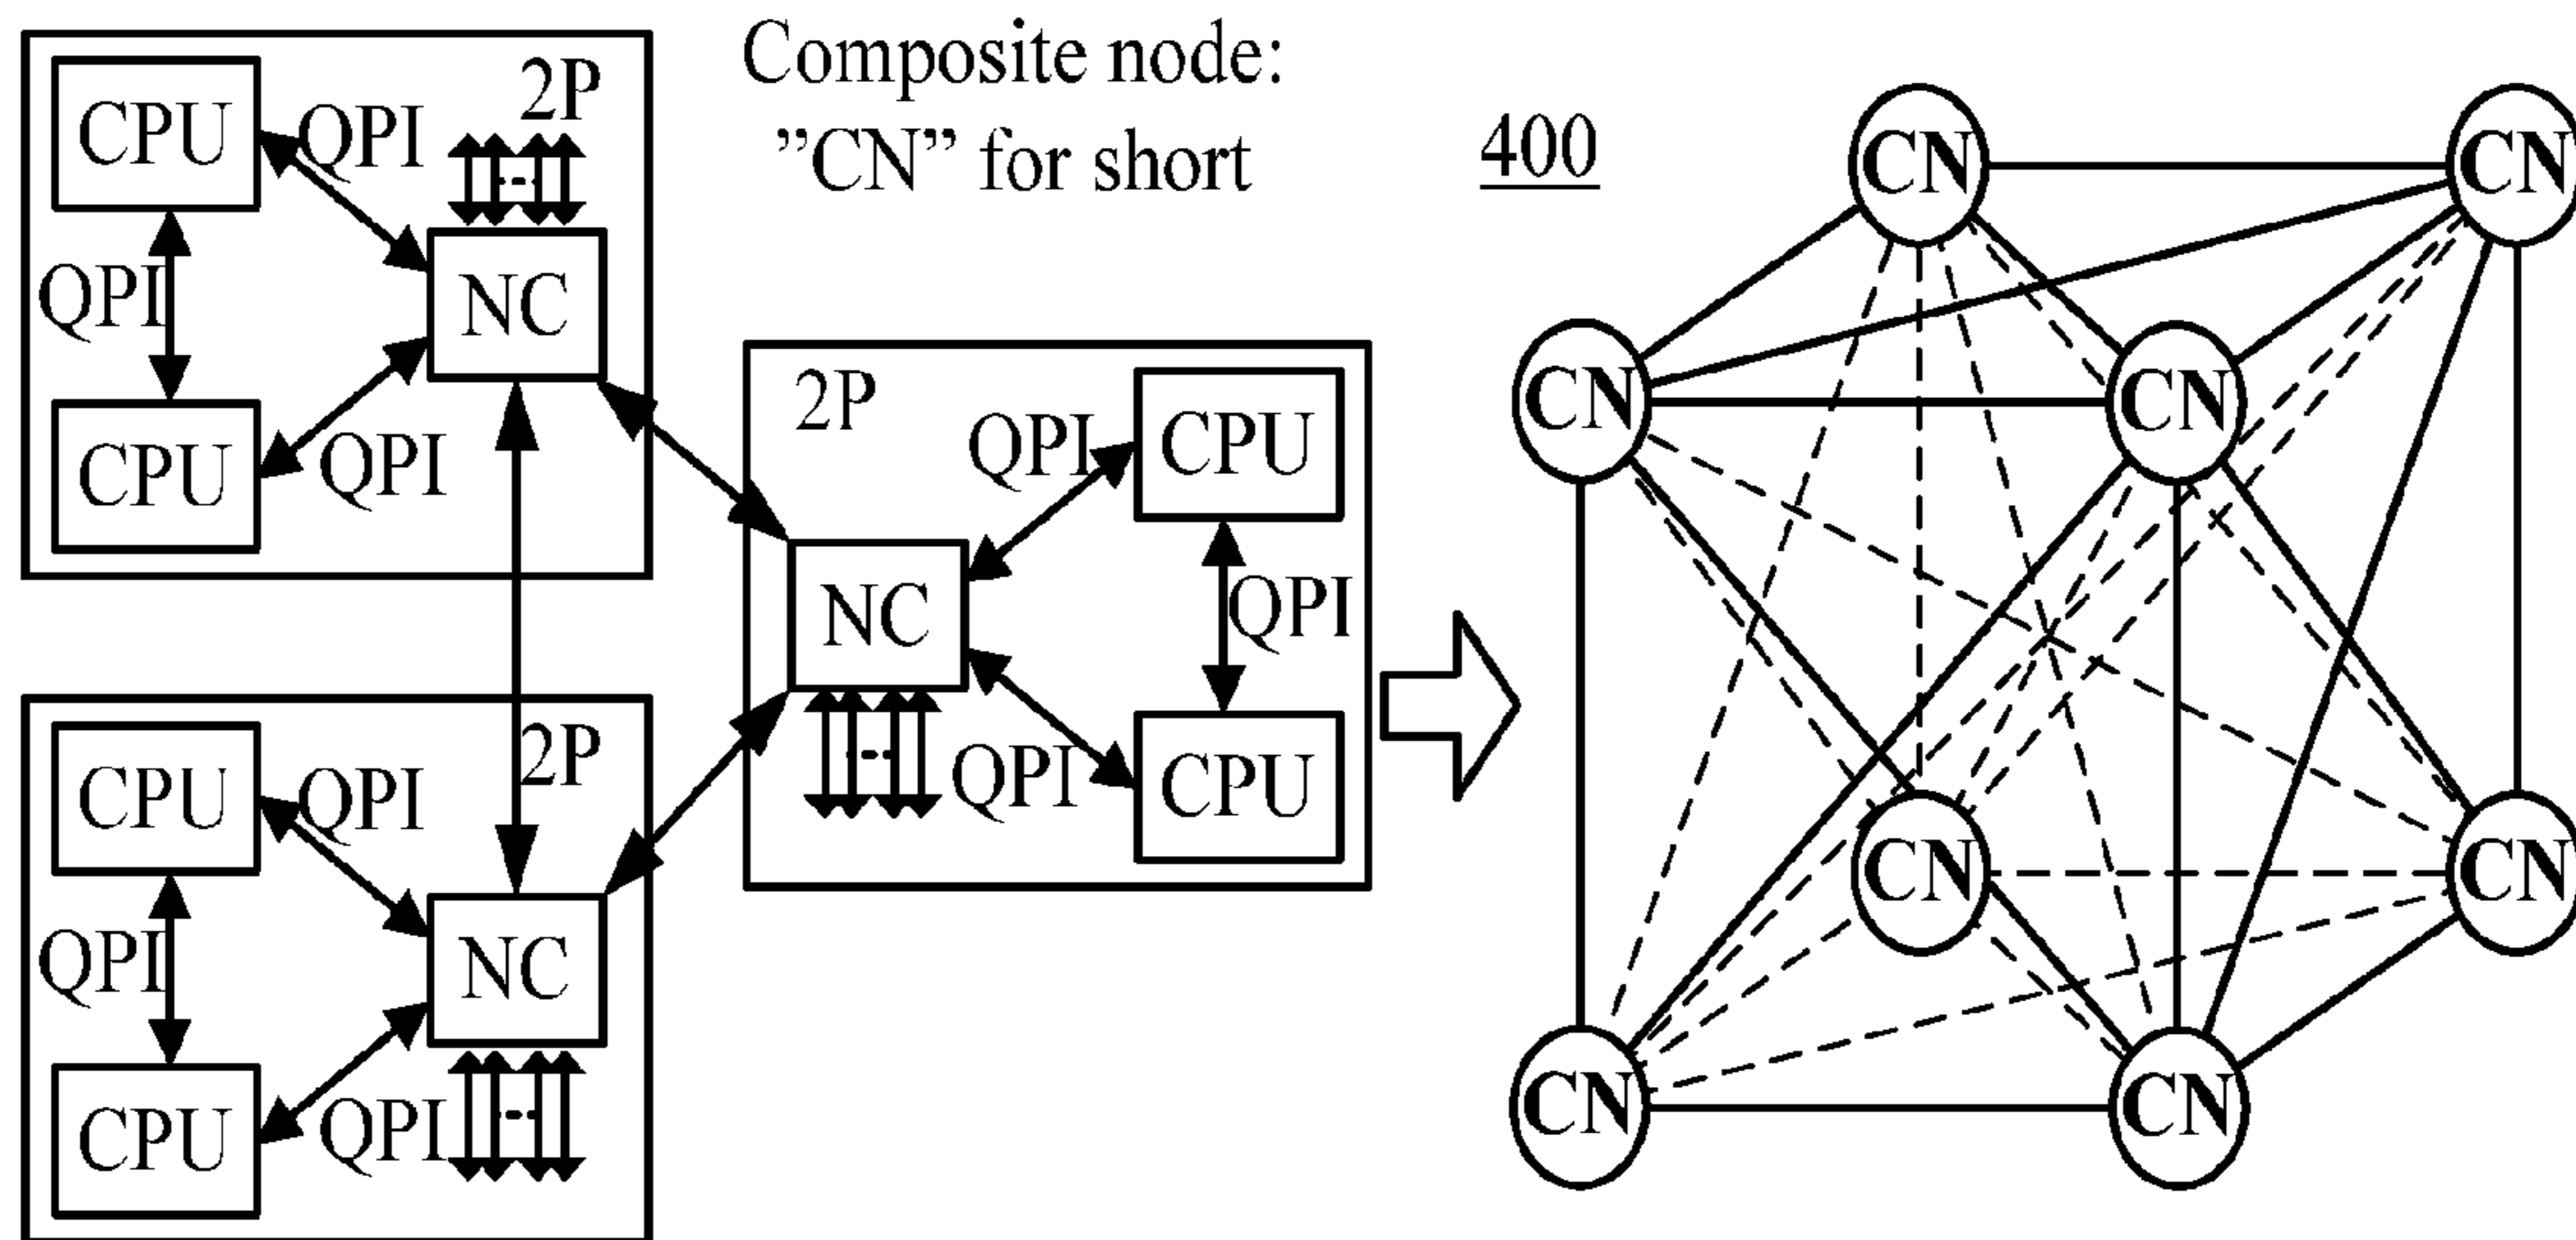 Composite node:
”CN” for short
400
2P
CPU
QPI
QPI
NC
CPU
QPI
2P
CPU
QPI
NC
QPI
QPI
CPU
2P
CPU
QPI
QPI
NC
CPU
QPI
CN
CN
CN
CN
CN
CN
CN
CN